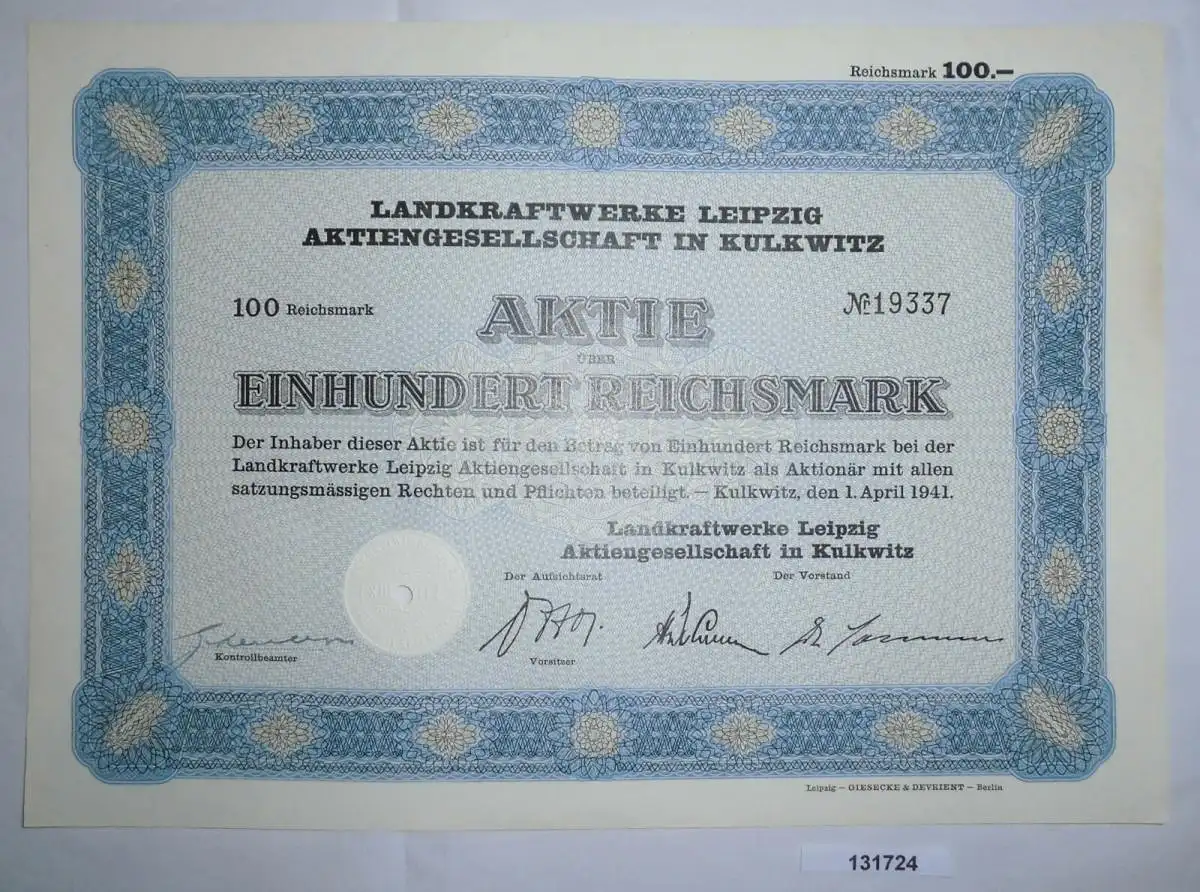 Reichsmark 100.—
LANDKRAFTWERKE LEIPZIG
AKTIENGESELLSCHAFT IN KULKWITZ
100 Reichsmark
AKTIE
№ 19337
ÜBER
EINHUNDERT REICHSMARK
Der Inhaber dieser Aktie ist für den Betrag von Einhundert Reichsmark bei der
Landkraftwerke Leipzig Aktiengesellschaft in Kulkwitz als Aktionär mit allen
satzungsmässigen Rechten und Pflichten beteiligt. — Kulkwitz, den 1. April 1941.
Landkraftwerke Leipzig
Aktiengesellschaft in Kulkwitz
Der Aufsichtsrat
Der Vorstand
Kontrollbeamter
Vorsitzer
Leipzig — GIESECKE & DEVRIENT — Berlin
131724